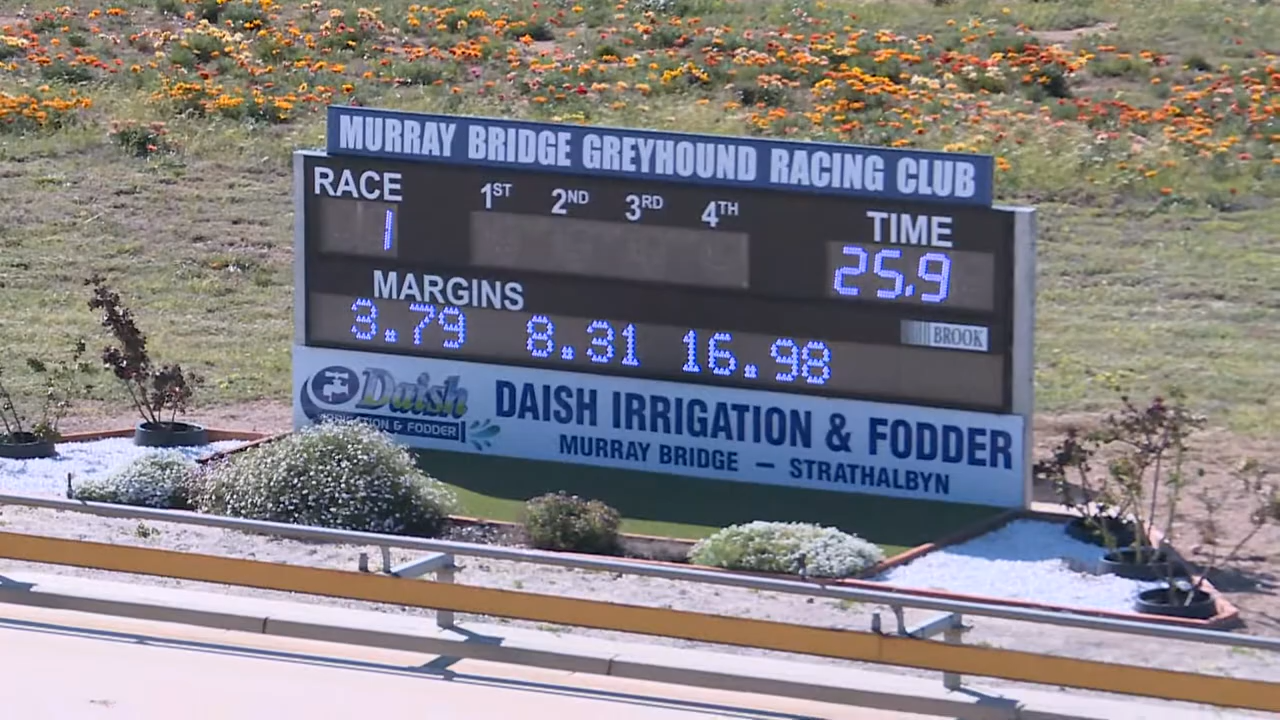 MURRAY BRIDGE GREYHOUND RACING CLUB
RACE 1ST 2ND 3RD 4TH TIME
1 25.9
MARGINS
3.79 8.31 16.98
BROOK
Daish
IRRIGATION & FODDER
DAISH IRRIGATION & FODDER
MURRAY BRIDGE — STRATHALBYN